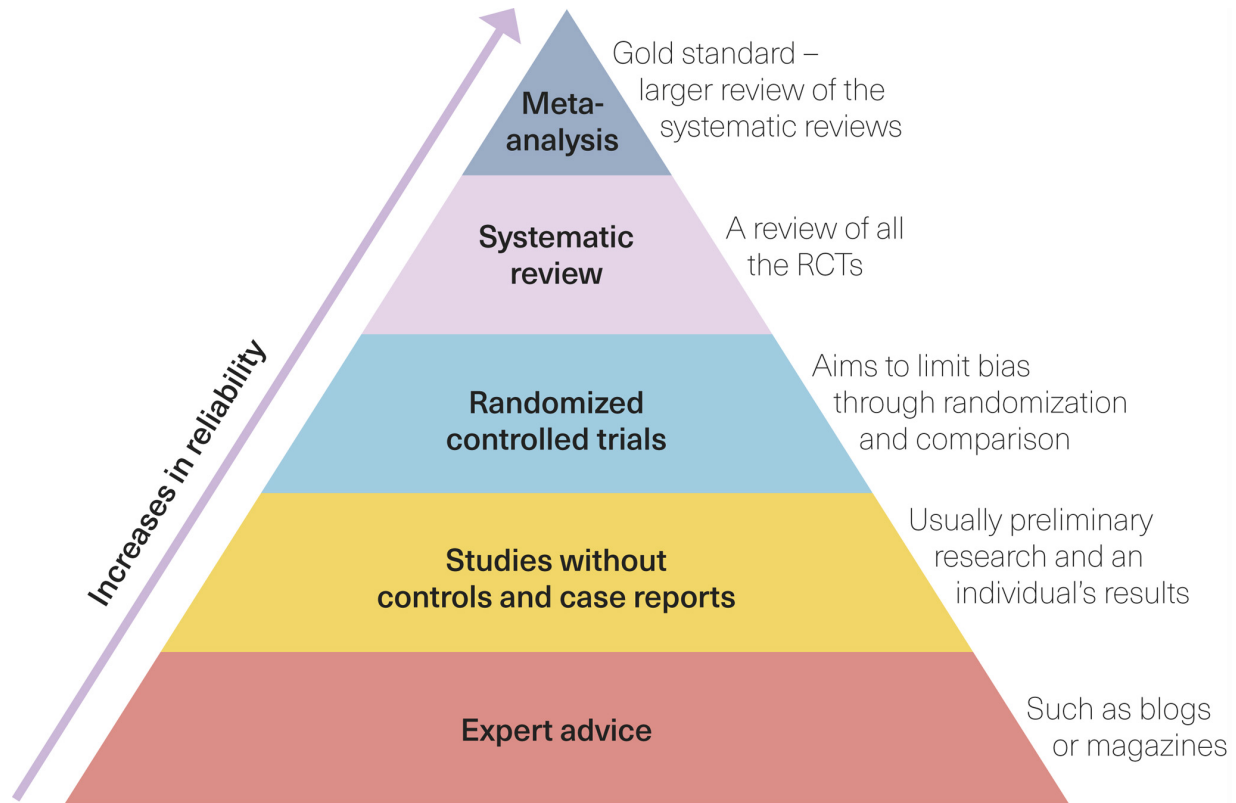 Meta-
analysis
Gold standard –
larger review of the
systematic reviews
Systematic
review
A review of all
the RCTs
Randomized
controlled trials
Aims to limit bias
through randomization
and comparison
Studies without
controls and case reports
Usually preliminary
research and an
individual’s results
Expert advice
Such as blogs
or magazines
Increases in reliability